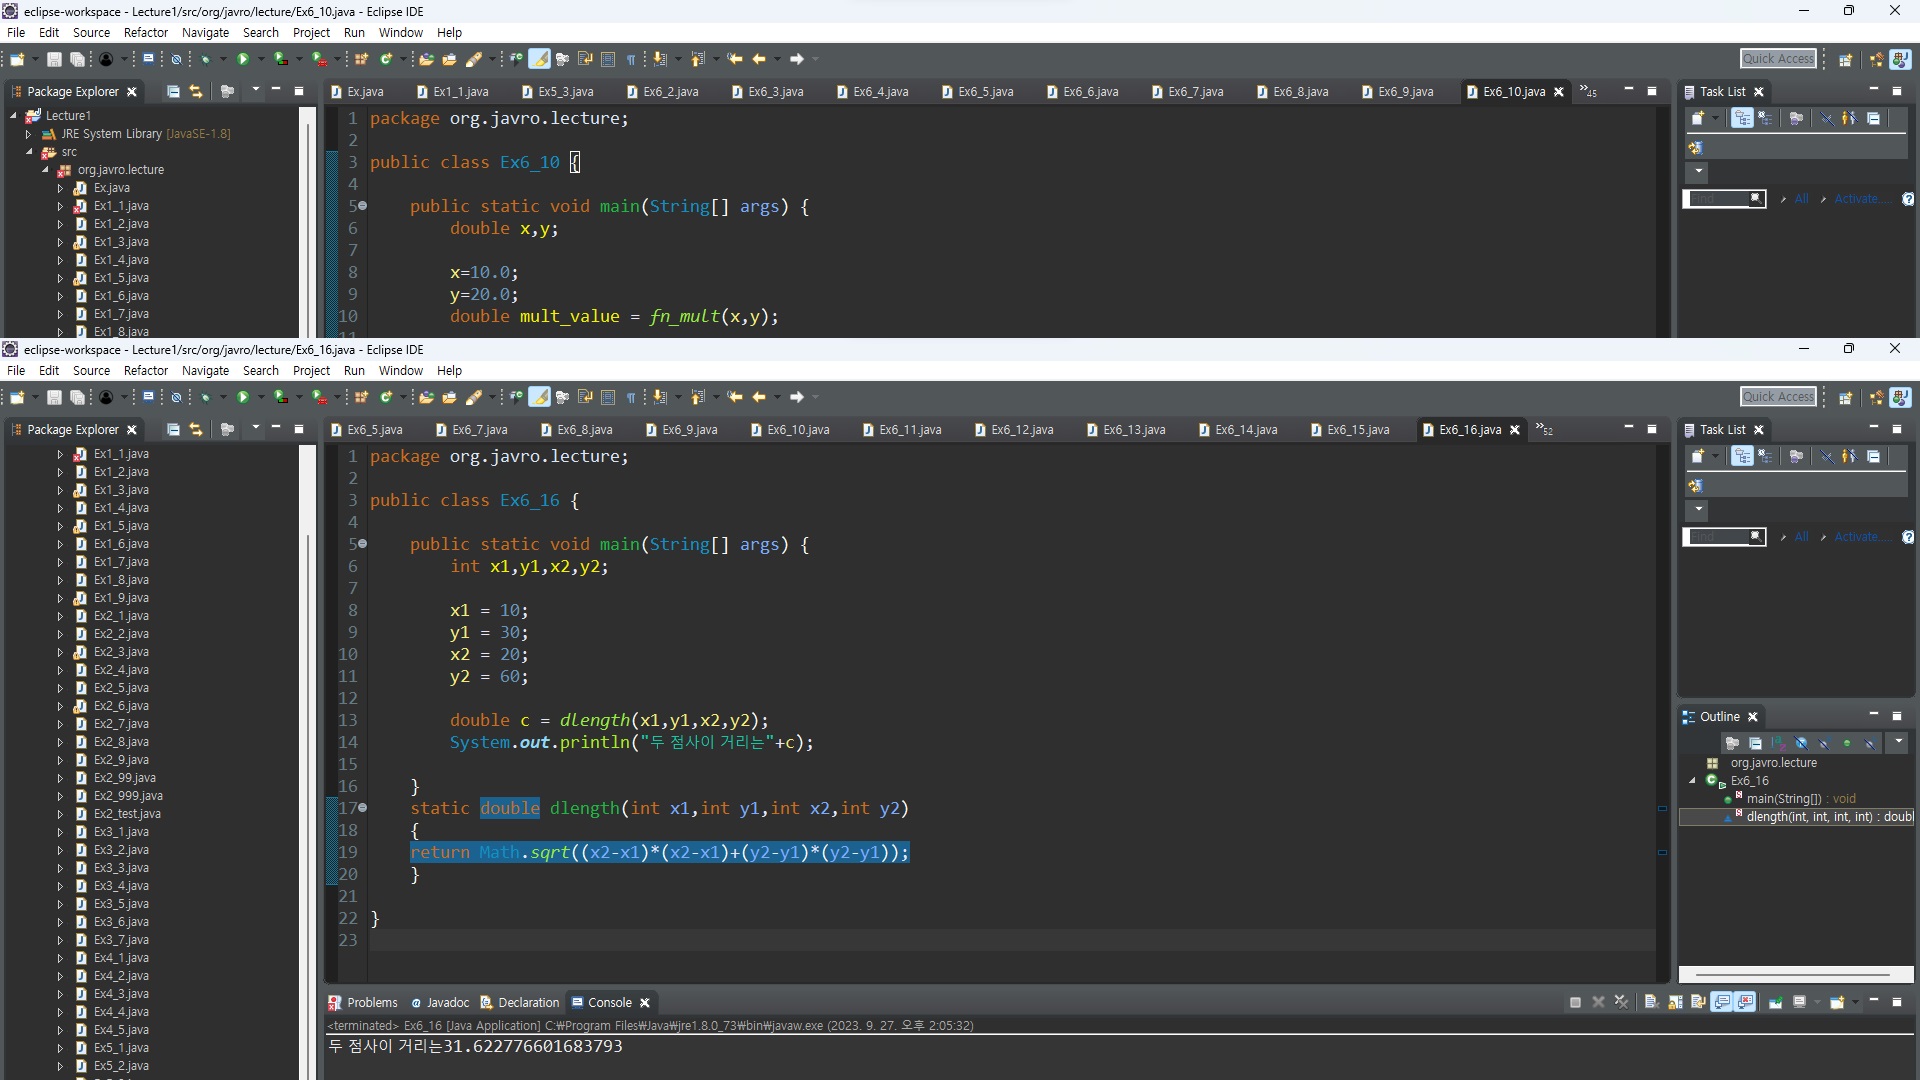 eclipse-workspace - Lecture1/src/org/javro/lecture/Ex6_10.java - Eclipse IDE
File Edit Source Refactor Navigate Search Project Run Window Help
Quick Access
Package Explorer
Ex.java Ex1_1.java Ex5_3.java Ex6_2.java Ex6_3.java Ex6_4.java Ex6_5.java Ex6_6.java Ex6_7.java Ex6_8.java Ex6_9.java Ex6_10.java »45
Task List
Lecture1
JRE System Library [JavaSE-1.8]
src
org.javro.lecture
Ex.java
Ex1_1.java
Ex1_2.java
Ex1_3.java
Ex1_4.java
Ex1_5.java
Ex1_6.java
Ex1_7.java
Ex1_8.java
1 package org.javro.lecture;
2
3 public class Ex6_10 {
4
5 public static void main(String[] args) {
6 double x,y;
7
8 x=10.0;
9 y=20.0;
10 double mult_value = fn_mult(x,y);
11
Find All Activate...
eclipse-workspace - Lecture1/src/org/javro/lecture/Ex6_16.java - Eclipse IDE
File Edit Source Refactor Navigate Search Project Run Window Help
Quick Access
Package Explorer
Ex6_5.java Ex6_7.java Ex6_8.java Ex6_9.java Ex6_10.java Ex6_11.java Ex6_12.java Ex6_13.java Ex6_14.java Ex6_15.java Ex6_16.java »52
Task List
Ex1_1.java
Ex1_2.java
Ex1_3.java
Ex1_4.java
Ex1_5.java
Ex1_6.java
Ex1_7.java
Ex1_8.java
Ex1_9.java
Ex2_1.java
Ex2_2.java
Ex2_3.java
Ex2_4.java
Ex2_5.java
Ex2_6.java
Ex2_7.java
Ex2_8.java
Ex2_9.java
Ex2_99.java
Ex2_999.java
Ex2_test.java
Ex3_1.java
Ex3_2.java
Ex3_3.java
Ex3_4.java
Ex3_5.java
Ex3_6.java
Ex3_7.java
Ex4_1.java
Ex4_2.java
Ex4_3.java
Ex4_4.java
Ex4_5.java
Ex5_1.java
Ex5_2.java
1 package org.javro.lecture;
2
3 public class Ex6_16 {
4
5 public static void main(String[] args) {
6 int x1,y1,x2,y2;
7
8 x1 = 10;
9 y1 = 30;
10 x2 = 20;
11 y2 = 60;
12
13 double c = dlength(x1,y1,x2,y2);
14 System.out.println("두 점사이 거리는"+c);
15
16 }
17 static double dlength(int x1,int y1,int x2,int y2)
18 {
19 return Math.sqrt((x2-x1)*(x2-x1)+(y2-y1)*(y2-y1));
20 }
21
22 }
23
Find All Activate...
Outline
org.javro.lecture
Ex6_16
main(String[]) : void
dlength(int, int, int, int) : doubl
Problems Javadoc Declaration Console
<terminated> Ex6_16 [Java Application] C:₩Program Files₩Java₩jre1.8.0_73₩bin₩javaw.exe (2023. 9. 27. 오후 2:05:32)
두 점사이 거리는31.622776601683793